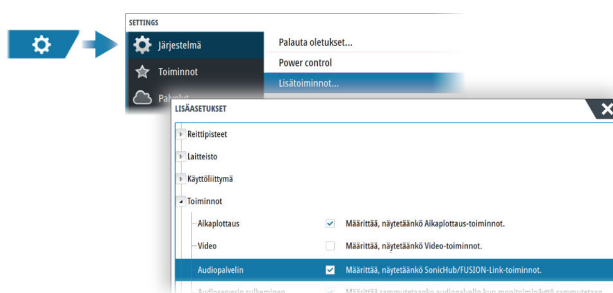 SETTINGS
Järjestelmä
Palauta oletukset...
Power control
Toiminnot
Lisätoiminnot...
Palvelut
LISÄASETUKSET
Reittipisteet
Laitteisto
Käyttöliittymä
Toiminnot
Aikaplottaus Määrittää, näytetäänkö Aikaplottaus-toiminnot.
Video Määrittää, näytetäänkö Video-toiminnot.
Audiopalvelin Määrittää, näytetäänkö SonicHub/FUSION-Link-toiminnot.